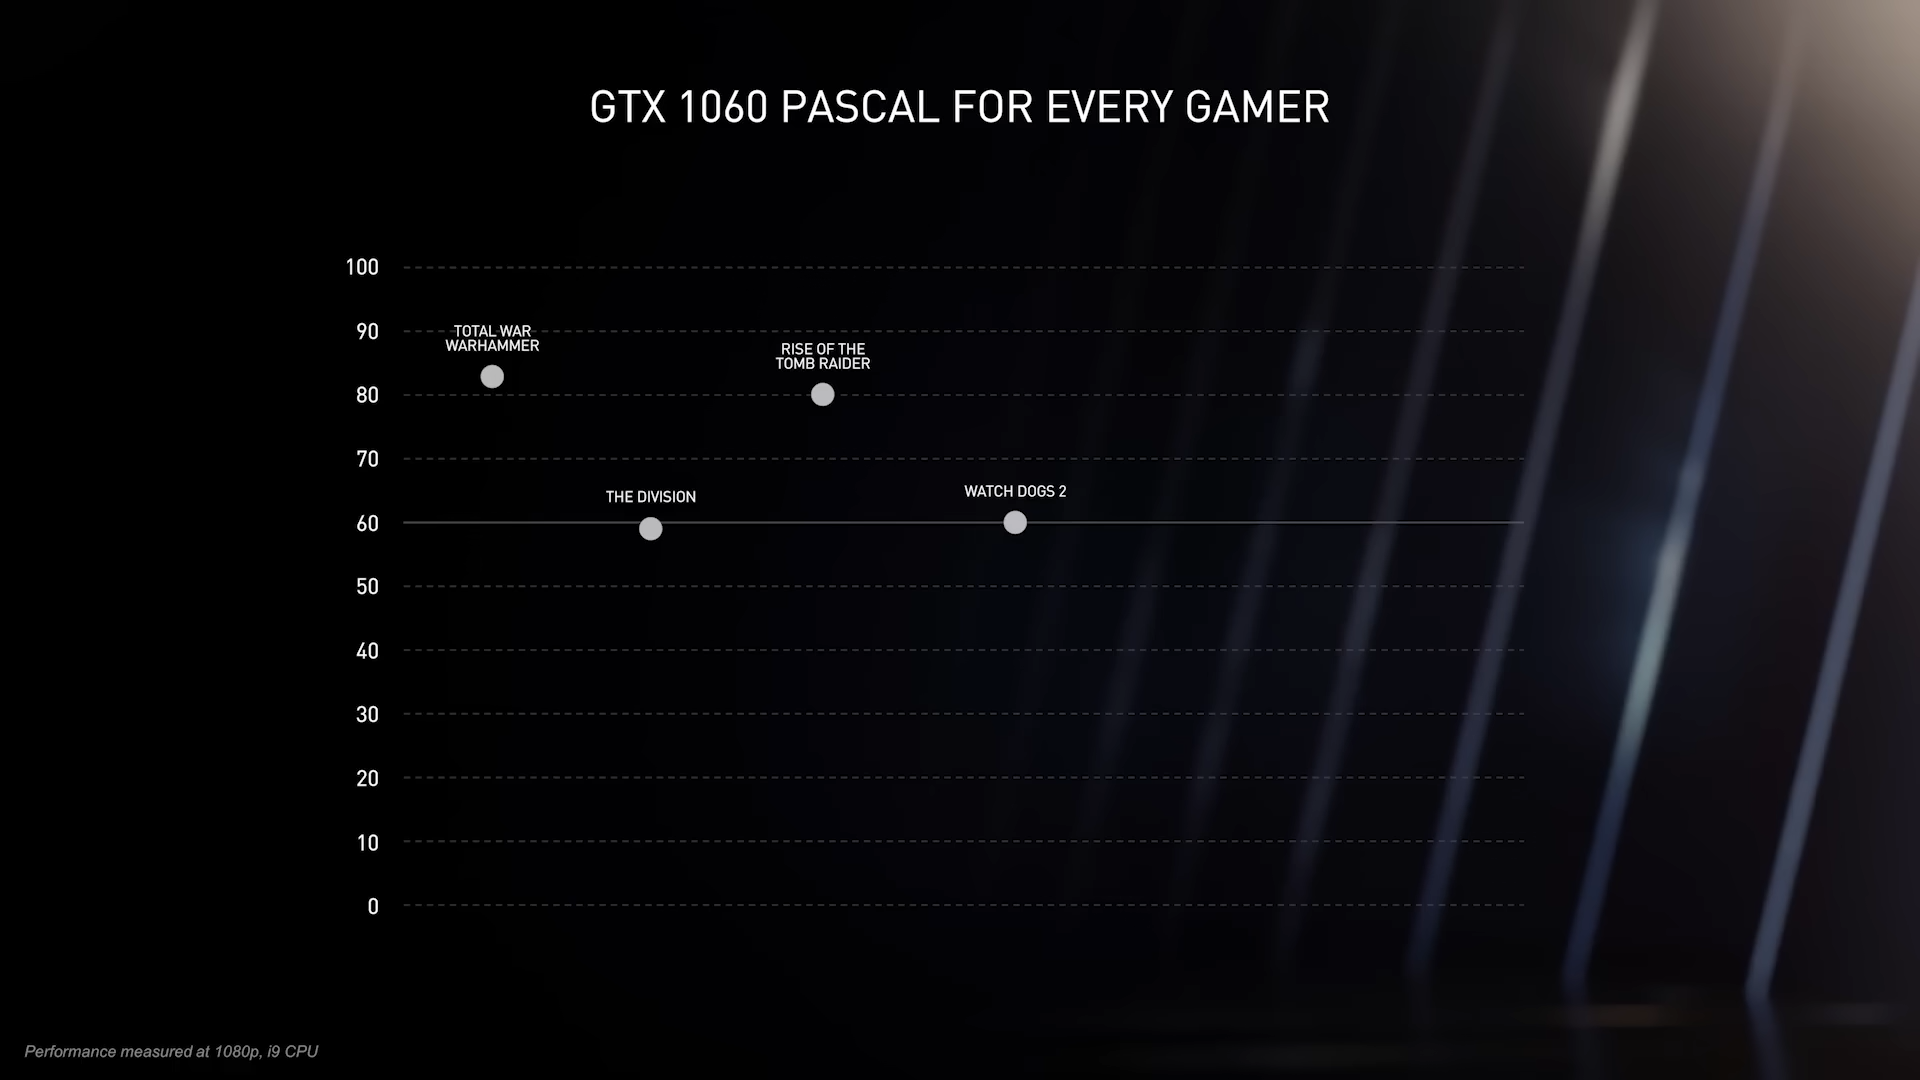 GTX 1060 PASCAL FOR EVERY GAMER
100
90
TOTAL WAR
WARHAMMER
RISE OF THE
TOMB RAIDER
80
70
THE DIVISION
WATCH DOGS 2
60
50
40
30
20
10
0
Performance measured at 1080p, i9 CPU